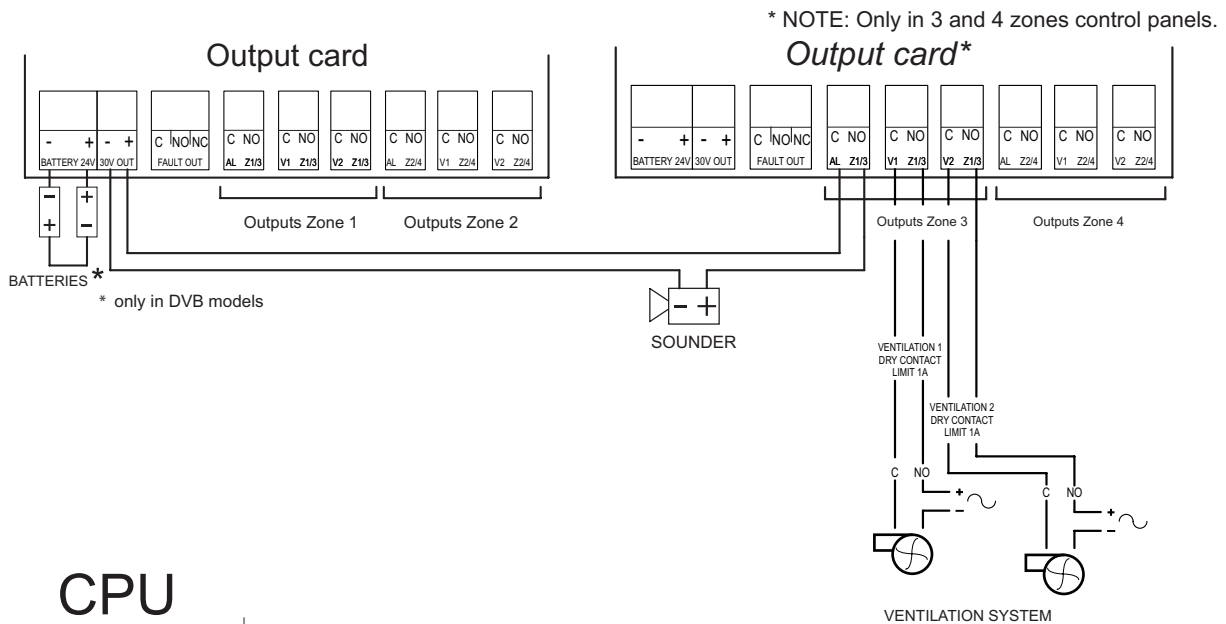 * NOTE: Only in 3 and 4 zones control panels.
Output card
Output card*
- + - + C NO NC C NO C NO C NO C NO C NO C NO
BATTERY 24V 30V OUT FAULT OUT AL Z1/3 V1 Z1/3 V2 Z1/3 AL Z2/4 V1 Z2/4 V2 Z2/4
- + - + C NO NC C NO C NO C NO C NO C NO C NO
BATTERY 24V 30V OUT FAULT OUT AL Z1/3 V1 Z1/3 V2 Z1/3 AL Z2/4 V1 Z2/4 V2 Z2/4
- +
+ -
Outputs Zone 1
Outputs Zone 2
Outputs Zone 3
Outputs Zone 4
BATTERIES *
* only in DVB models
- +
SOUNDER
VENTILATION 1
DRY CONTACT
LIMIT 1A
VENTILATION 2
DRY CONTACT
LIMIT 1A
C NO
+
-
C NO
+
-
CPU
VENTILATION SYSTEM